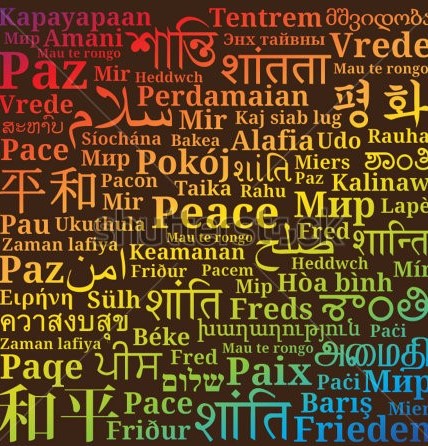 Kapayapaan
Tentrem
მშვიდობა
Мир
Amani
शान्ति
Энх тайвны
Vrede
Mau te rongo
Paz
Mir
Heddwch
शांतता
Mau te rongo
Vrede
سلام
Perdamaian
평화
ສະຫງົບ
Síochána
Bakea
Mir
Kaj siab lug
Pace
Мир
Pokój
Alafia
Udo
Rauha
शांति
Miers
శాంతి
平和
Pacon
Taika
Rahu
Paz
Kalinaw
Mir
Peace
Мир
Lapè
Pau
Ukuthula
Mau te rongo
صلح
Fred
शान्ति
Zaman lafiya
Keamanan
Heddwch
Paz
امن
Friður
Pacem
Mír
Ειρήνη
Sülh
शांति
Мір
Hòa bình
Freds
ความสงบสุข
Béke
խաղաղություն
Paċi
Zaman lafiya
Fred
Mau te rongo
அமைதி
Paqe
પીસ
שלום
Paix
Paċi
Мир
和平
Pace
शांति
Barış
Friður
Frieden
shutterstock